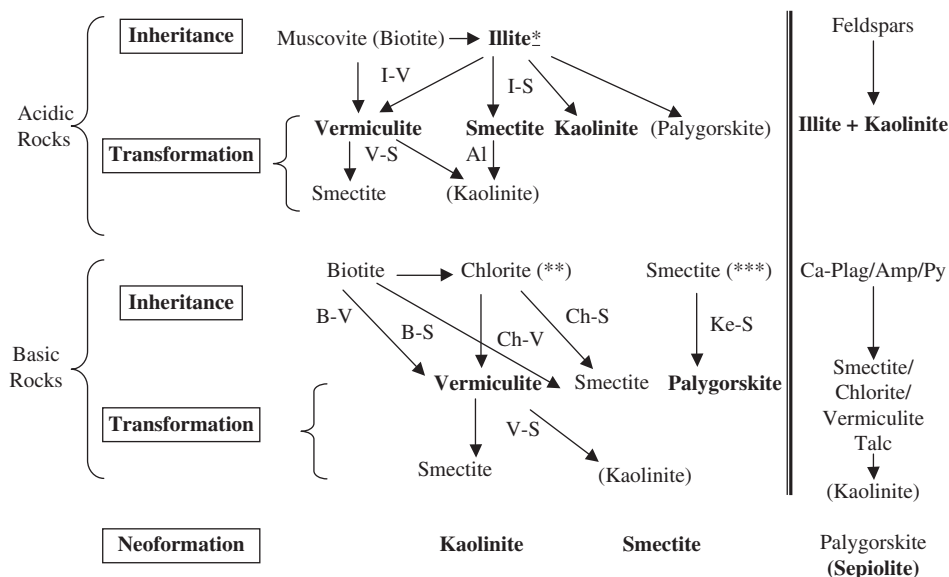 Inheritance
Muscovite (Biotite)
Illite*
Feldspars
I-V
I-S
Acidic
Rocks
Vermiculite
Smectite
Kaolinite
(Palygorskite)
Illite + Kaolinite
Transformation
V-S
Al
Smectite
(Kaolinite)
Biotite
Chlorite (**)
Smectite (***)
Ca-Plag/Amp/Py
Inheritance
B-V
B-S
Ch-V
Ch-S
Ke-S
Basic
Rocks
Vermiculite
Smectite
Palygorskite
Smectite/
Chlorite/
Vermiculite
Talc
Transformation
V-S
Smectite
(Kaolinite)
(Kaolinite)
Neoformation
Kaolinite
Smectite
Palygorskite
(Sepiolite)